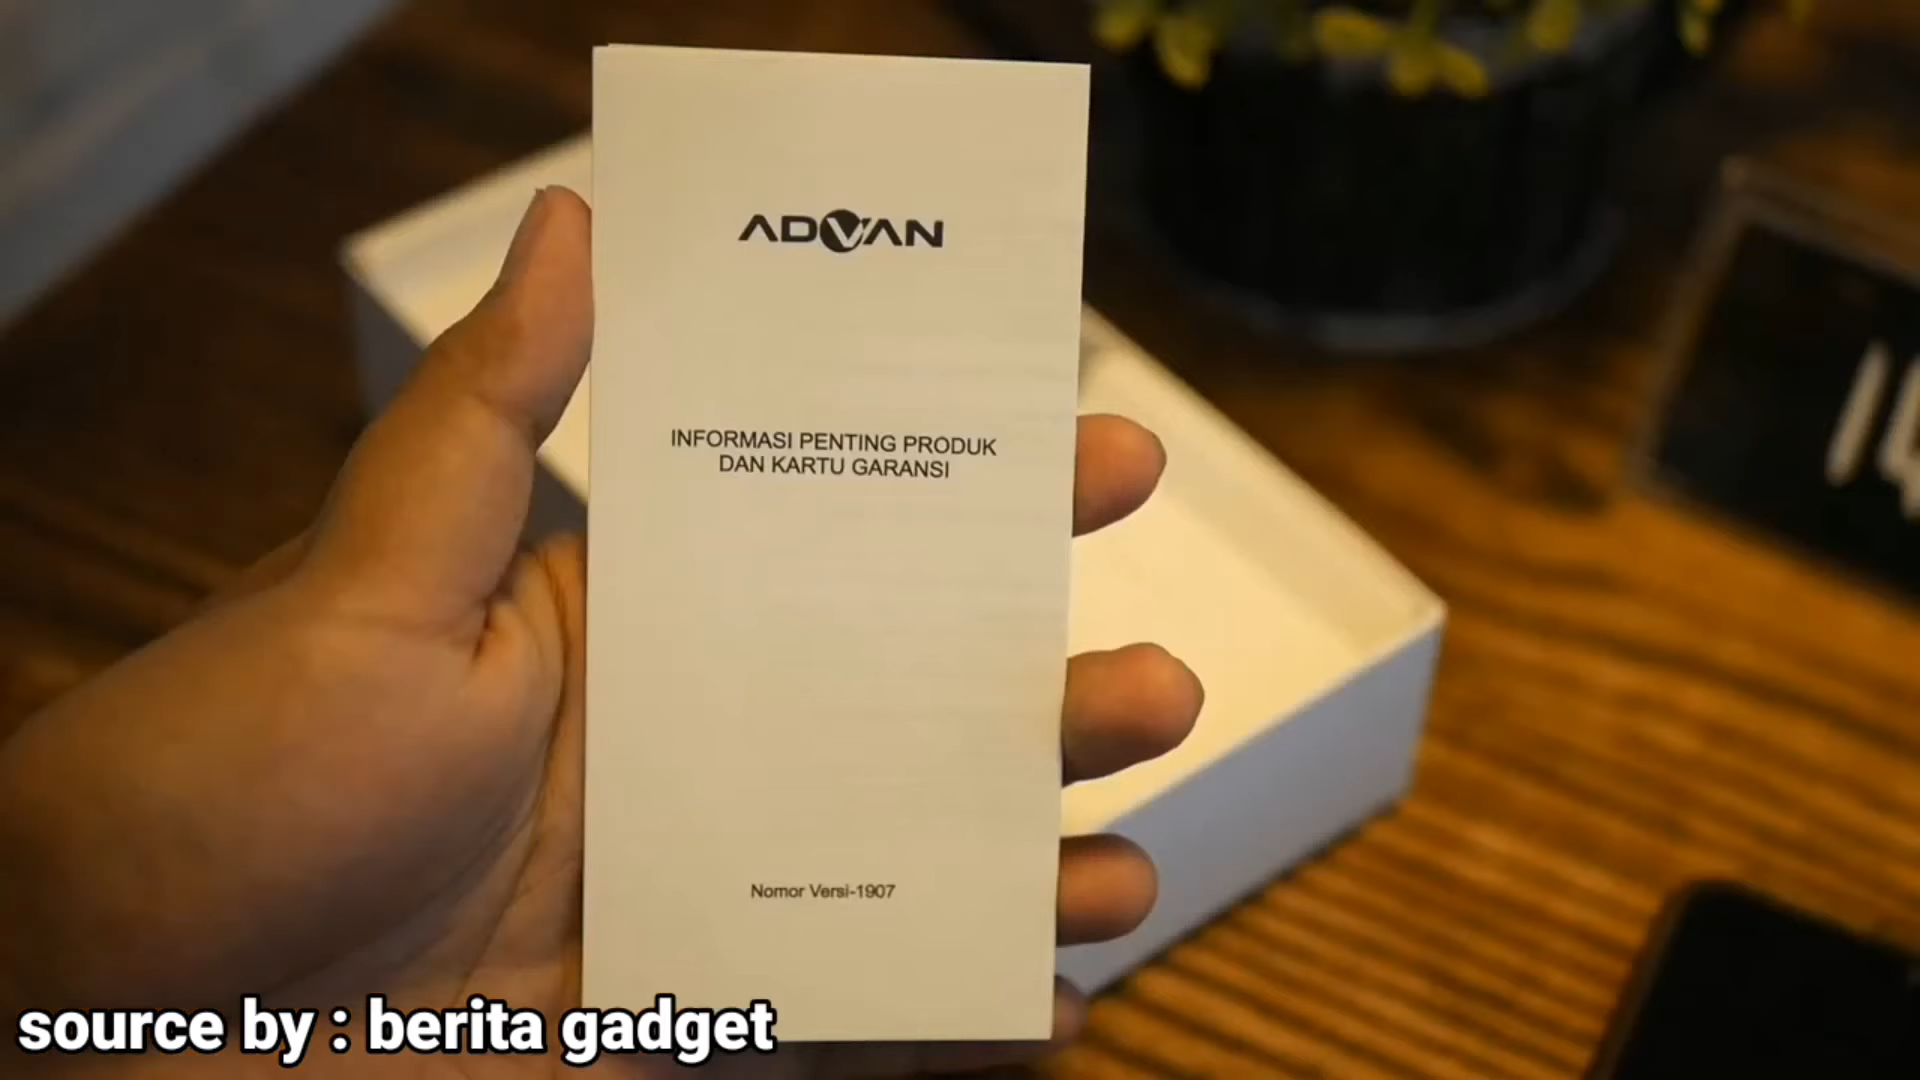 ADVAN
INFORMASI PENTING PRODUK
DAN KARTU GARANSI
Nomor Versi-1907
source by : berita gadget